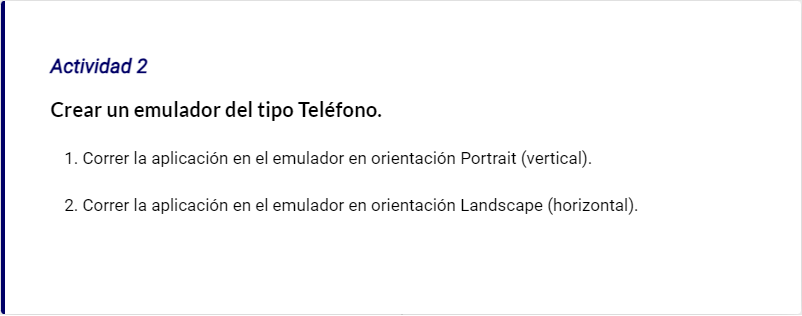 Actividad 2
Crear un emulador del tipo Teléfono.
1. Correr la aplicación en el emulador en orientación Portrait (vertical).
2. Correr la aplicación en el emulador en orientación Landscape (horizontal).